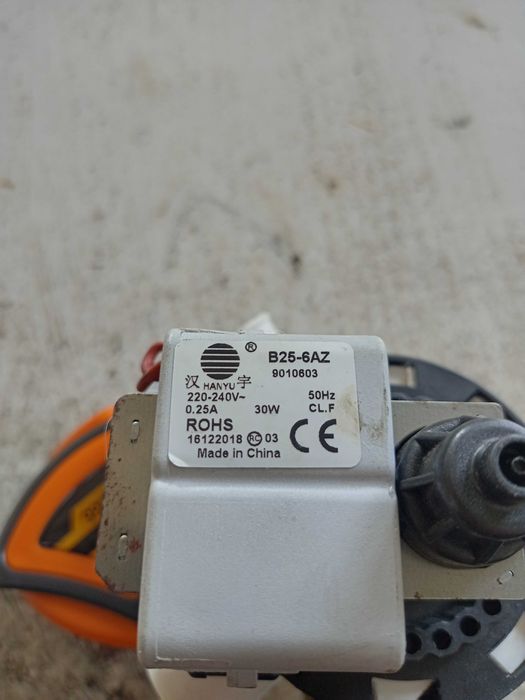 ® B25-6AZ
9010603
汉 HANYU 宇
220-240V~ 50Hz
0.25A 30W CL.F
ROHS
16122018 RC 03 CE
Made in China